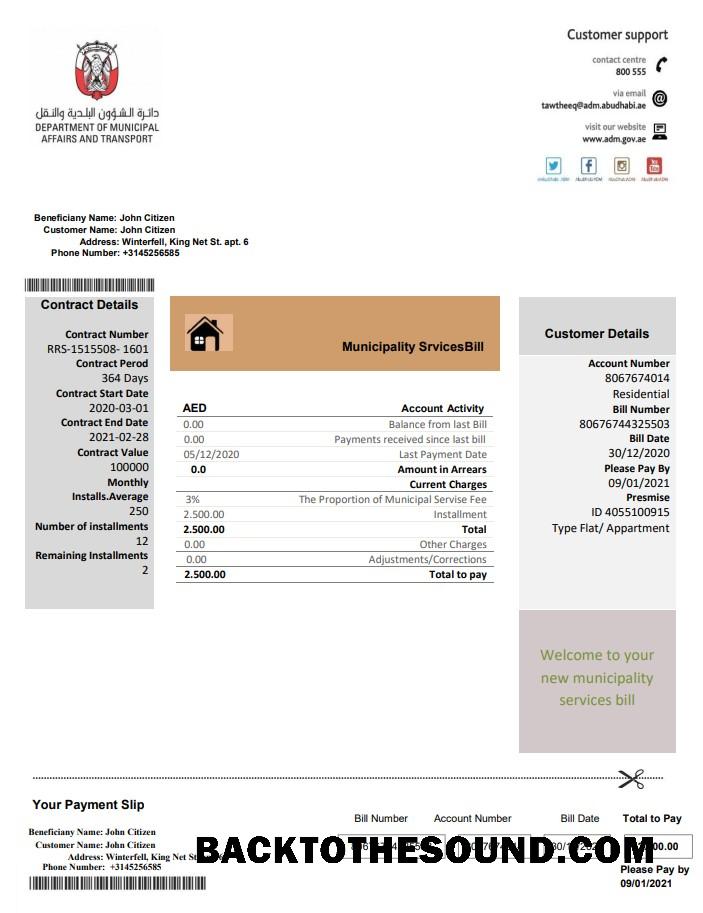 Customer support
contact centre
800 555
via email
tawtheeq@adm.abudhabi.ae
visit our website
www.adm.gov.ae
دائرة الشؤون البلدية والنقل
DEPARTMENT OF MUNICIPAL
AFFAIRS AND TRANSPORT
Beneficiany Name: John Citizen
Customer Name: John Citizen
Address: Winterfell, King Net St. apt. 6
Phone Number: +3145256585
Contract Details
Contract Number
RRS-1515508- 1601
Contract Perod
364 Days
Contract Start Date
2020-03-01
Contract End Date
2021-02-28
Contract Value
100000
Monthly
Installs.Average
250
Number of installments
12
Remaining Installments
2
Municipality SrvicesBill
AED Account Activity
0.00 Balance from last Bill
0.00 Payments received since last bill
05/12/2020 Last Payment Date
0.0 Amount in Arrears
Current Charges
3% The Proportion of Municipal Servise Fee
2.500.00 Installment
2.500.00 Total
0.00 Other Charges
0.00 Adjustments/Corrections
2.500.00 Total to pay
Customer Details
Account Number
8067674014
Residential
Bill Number
80676744325503
Bill Date
30/12/2020
Please Pay By
09/01/2021
Presmise
ID 4055100915
Type Flat/ Appartment
Welcome to your
new municipality
services bill
Your Payment Slip
Bill Number Account Number Bill Date Total to Pay
Beneficiany Name: John Citizen
Customer Name: John Citizen
Address: Winterfell, King Net St.
Phone Number: +3145256585
BACKTOTHESOUND.COM
Please Pay by
09/01/2021